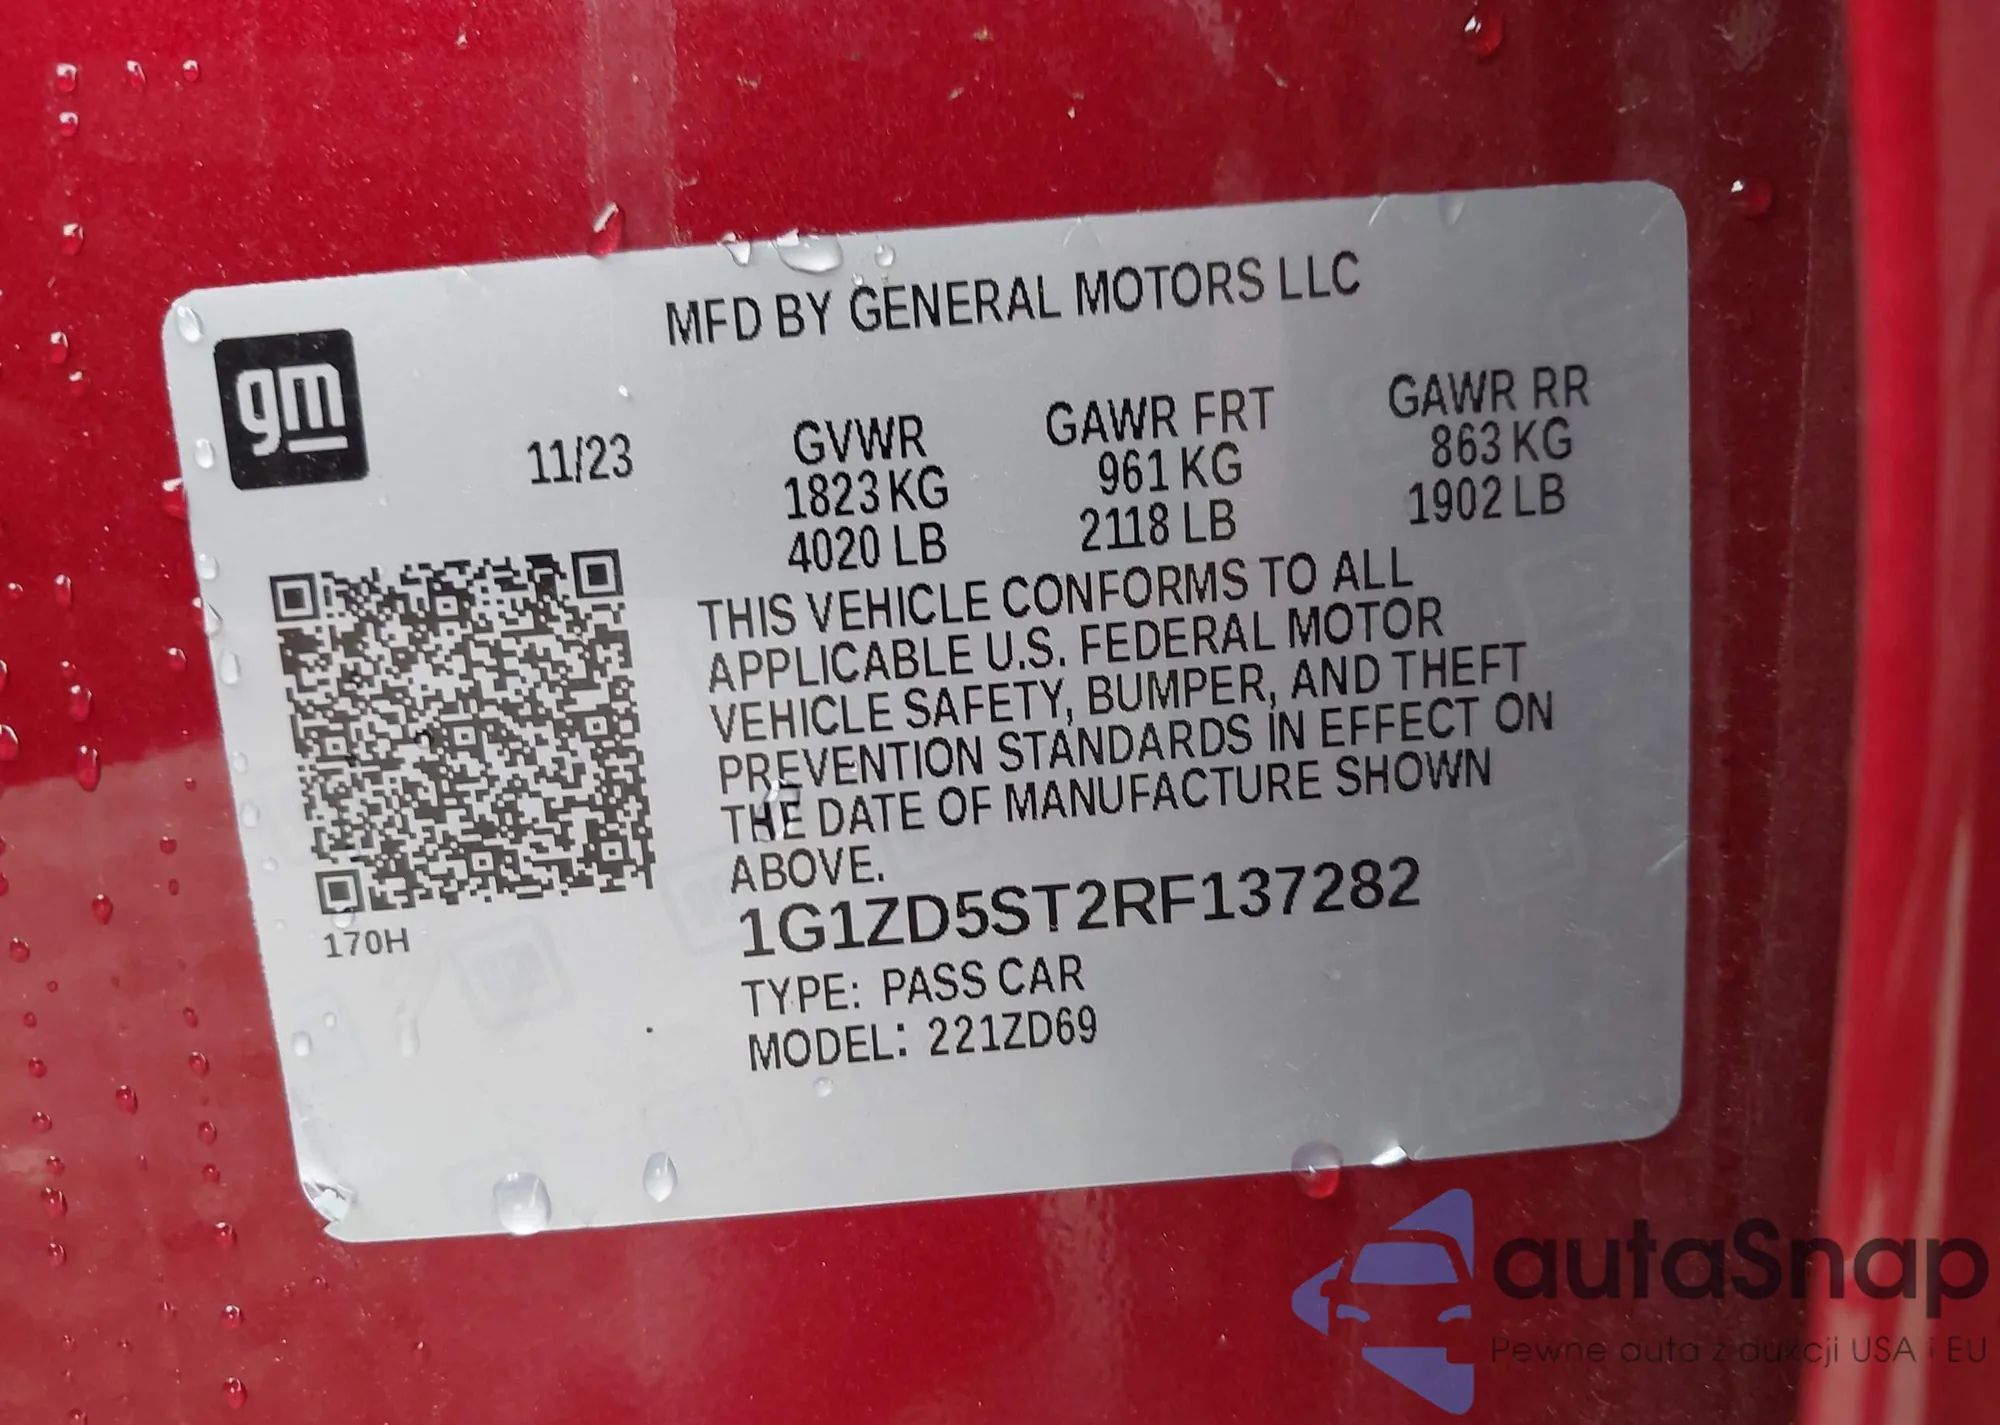 MFD BY GENERAL MOTORS LLC
gm
11/23
GVWR GAWR FRT GAWR RR
1823 KG 961 KG 863 KG
4020 LB 2118 LB 1902 LB
THIS VEHICLE CONFORMS TO ALL
APPLICABLE U.S. FEDERAL MOTOR
VEHICLE SAFETY, BUMPER, AND THEFT
PREVENTION STANDARDS IN EFFECT ON
THE DATE OF MANUFACTURE SHOWN
ABOVE.
170H
1G1ZD5ST2RF137282
TYPE: PASS CAR
MODEL: 221ZD69
autaSnap
Pewne auta z aukcji USA i EU